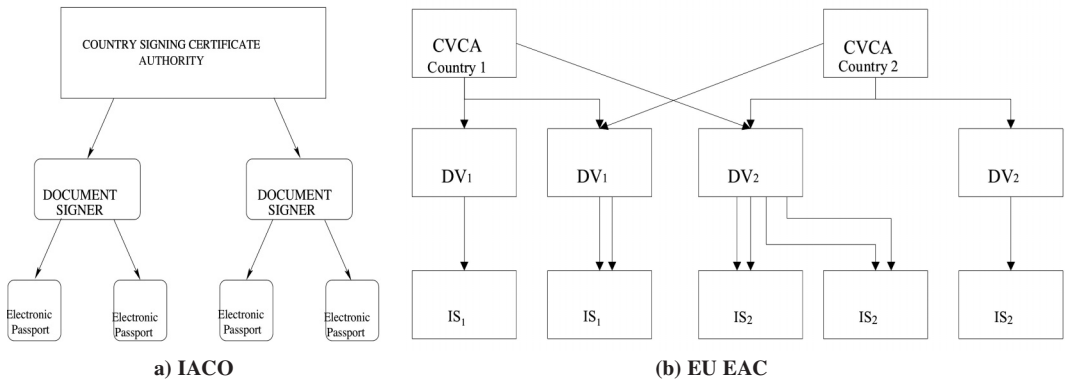 COUNTRY SIGNING CERTIFICATE
AUTHORITY
DOCUMENT
SIGNER
DOCUMENT
SIGNER
Electronic
Passport
Electronic
Passport
Electronic
Passport
Electronic
Passport
a) IACO
CVCA
Country 1
CVCA
Country 2
DV1
DV1
DV2
DV2
IS1
IS1
IS2
IS2
IS2
(b) EU EAC